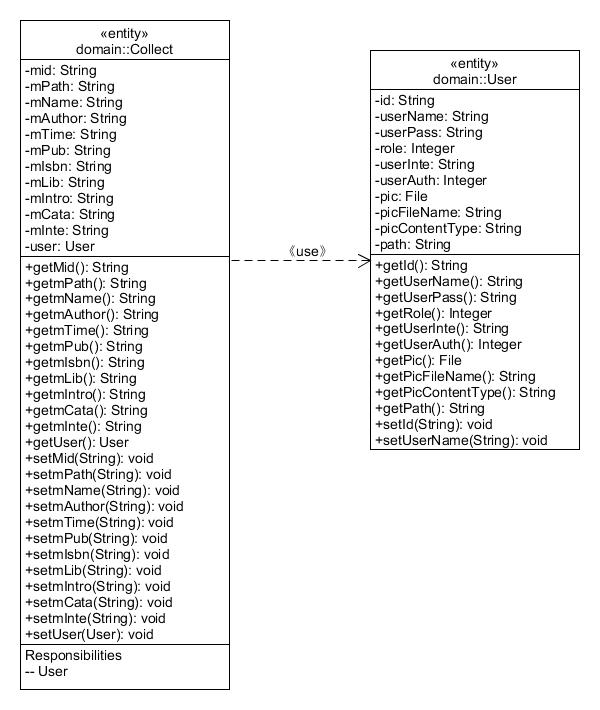 «entity»
domain::Collect
-mid: String
-mPath: String
-mName: String
-mAuthor: String
-mTime: String
-mPub: String
-mIsbn: String
-mLib: String
-mIntro: String
-mCata: String
-mInte: String
-user: User
+getMid(): String
+getmPath(): String
+getmName(): String
+getmAuthor(): String
+getmTime(): String
+getmPub(): String
+getmIsbn(): String
+getmLib(): String
+getmIntro(): String
+getmCata(): String
+getmInte(): String
+getUser(): User
+setMid(String): void
+setmPath(String): void
+setmName(String): void
+setmAuthor(String): void
+setmTime(String): void
+setmPub(String): void
+setmIsbn(String): void
+setmLib(String): void
+setmIntro(String): void
+setmCata(String): void
+setmInte(String): void
+setUser(User): void
Responsibilities
-- User
《use》
«entity»
domain::User
-id: String
-userName: String
-userPass: String
-role: Integer
-userInte: String
-userAuth: Integer
-pic: File
-picFileName: String
-picContentType: String
-path: String
+getId(): String
+getUserName(): String
+getUserPass(): String
+getRole(): Integer
+getUserInte(): String
+getUserAuth(): Integer
+getPic(): File
+getPicFileName(): String
+getPicContentType(): String
+getPath(): String
+setId(String): void
+setUserName(String): void